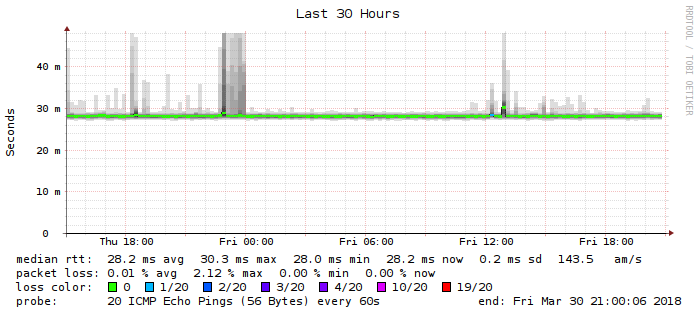 Last 30 Hours
RRDTOOL / TOBI OETIKER
Seconds
40 m
30 m
20 m
10 m
0
Thu 18:00 Fri 00:00 Fri 06:00 Fri 12:00 Fri 18:00
median rtt: 28.2 ms avg 30.3 ms max 28.0 ms min 28.2 ms now 0.2 ms sd 143.5 am/s
packet loss: 0.01 % avg 2.12 % max 0.00 % min 0.00 % now
loss color: 0 1/20 2/20 3/20 4/20 10/20 19/20
probe: 20 ICMP Echo Pings (56 Bytes) every 60s end: Fri Mar 30 21:00:06 2018